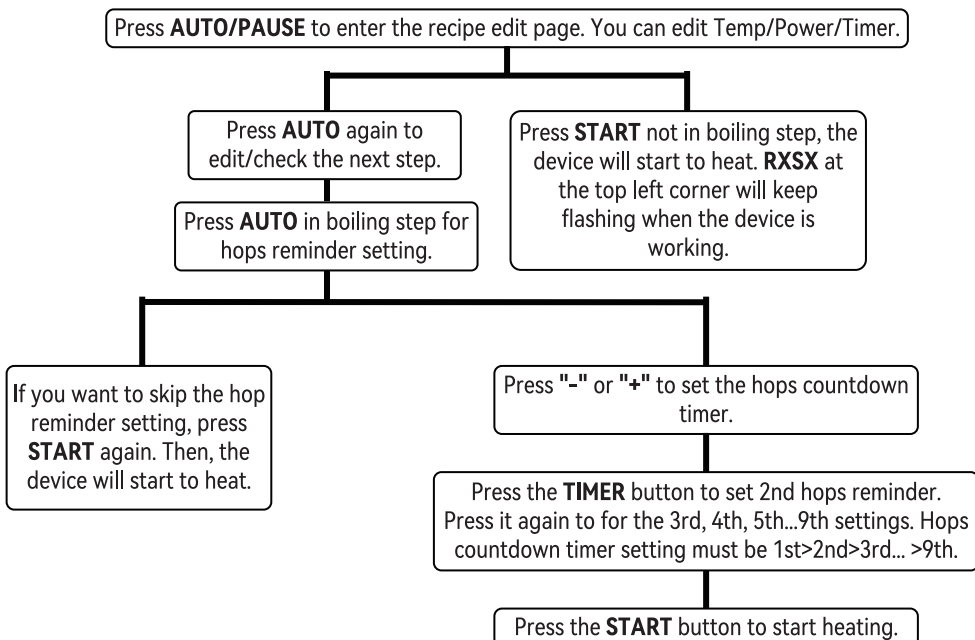 Press AUTO/PAUSE to enter the recipe edit page. You can edit Temp/Power/Timer.
Press AUTO again to
edit/check the next step.
Press START not in boiling step, the
device will start to heat. RXSX at
the top left corner will keep
flashing when the device is
working.
Press AUTO in boiling step for
hops reminder setting.
If you want to skip the hop
reminder setting, press
START again. Then, the
device will start to heat.
Press "-" or "+" to set the hops countdown
timer.
Press the TIMER button to set 2nd hops reminder.
Press it again to for the 3rd, 4th, 5th...9th settings. Hops
countdown timer setting must be 1st>2nd>3rd... >9th.
Press the START button to start heating.